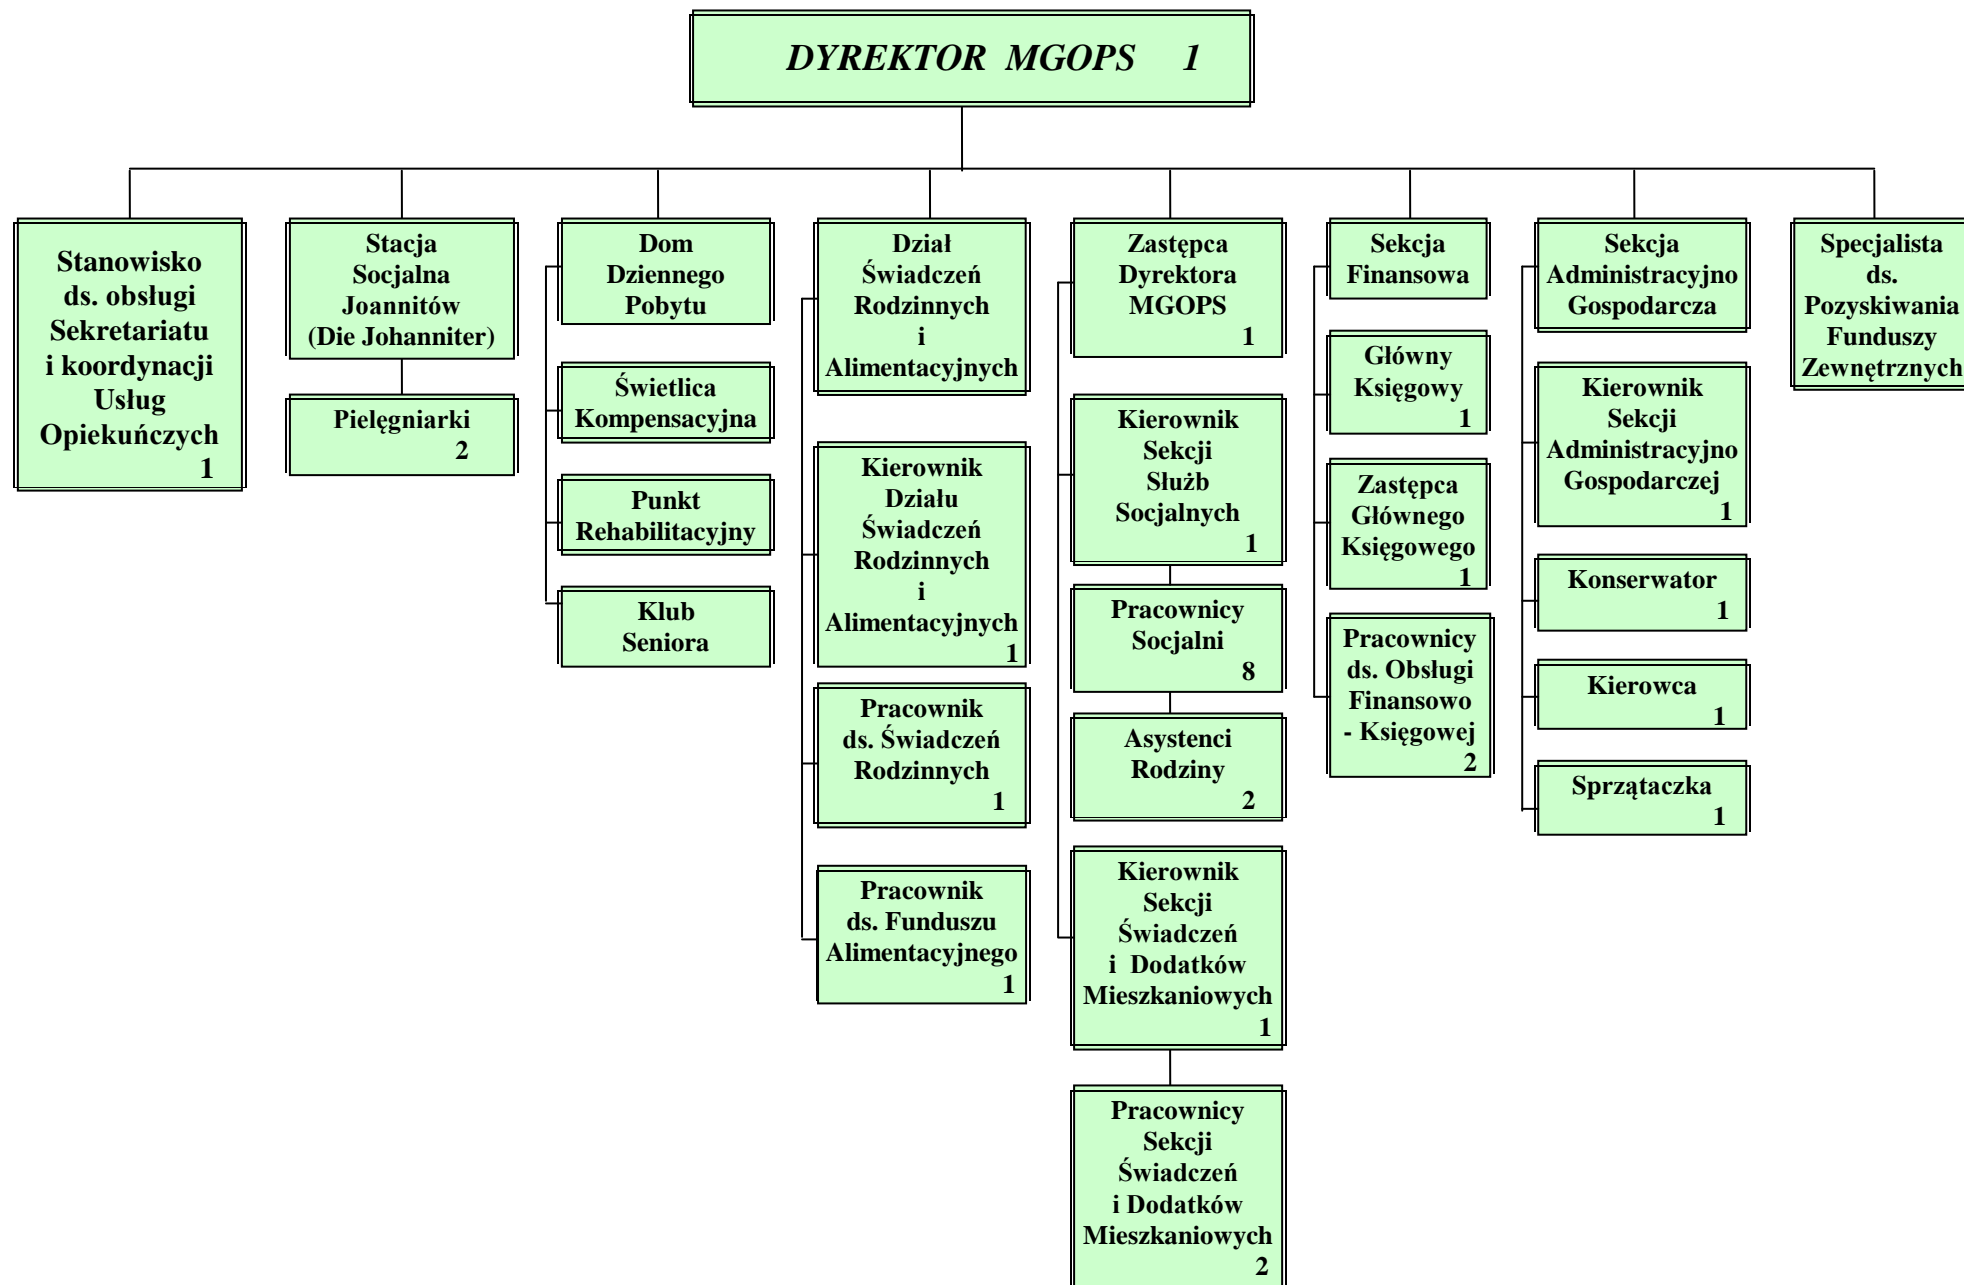 DYREKTOR MGOPS 1
Stanowisko
ds. obsługi
Sekretariatu
i koordynacji
Usług
Opiekuńczych
1
Stacja
Socjalna
Joannitów
(Die Johanniter)
Pielęgniarki
2
Dom
Dziennego
Pobytu
Świetlica
Kompensacyjna
Punkt
Rehabilitacyjny
Klub
Seniora
Dział
Świadczeń
Rodzinnych
i
Alimentacyjnych
Kierownik
Działu
Świadczeń
Rodzinnych
i
Alimentacyjnych
1
Pracownik
ds. Świadczeń
Rodzinnych
1
Pracownik
ds. Funduszu
Alimentacyjnego
1
Zastępca
Dyrektora
MGOPS
1
Kierownik
Sekcji
Służb
Socjalnych
1
Pracownicy
Socjalni
8
Asystenci
Rodziny
2
Kierownik
Sekcji
Świadczeń
i Dodatków
Mieszkaniowych
1
Pracownicy
Sekcji
Świadczeń
i Dodatków
Mieszkaniowych
2
Sekcja
Finansowa
Główny
Księgowy
1
Zastępca
Głównego
Księgowego
1
Pracownicy
ds. Obsługi
Finansowo
- Księgowej
2
Sekcja
Administracyjno
Gospodarcza
Kierownik
Sekcji
Administracyjno
Gospodarczej
1
Konserwator
1
Kierowca
1
Sprzątaczka
1
Specjalista
ds.
Pozyskiwania
Funduszy
Zewnętrznych